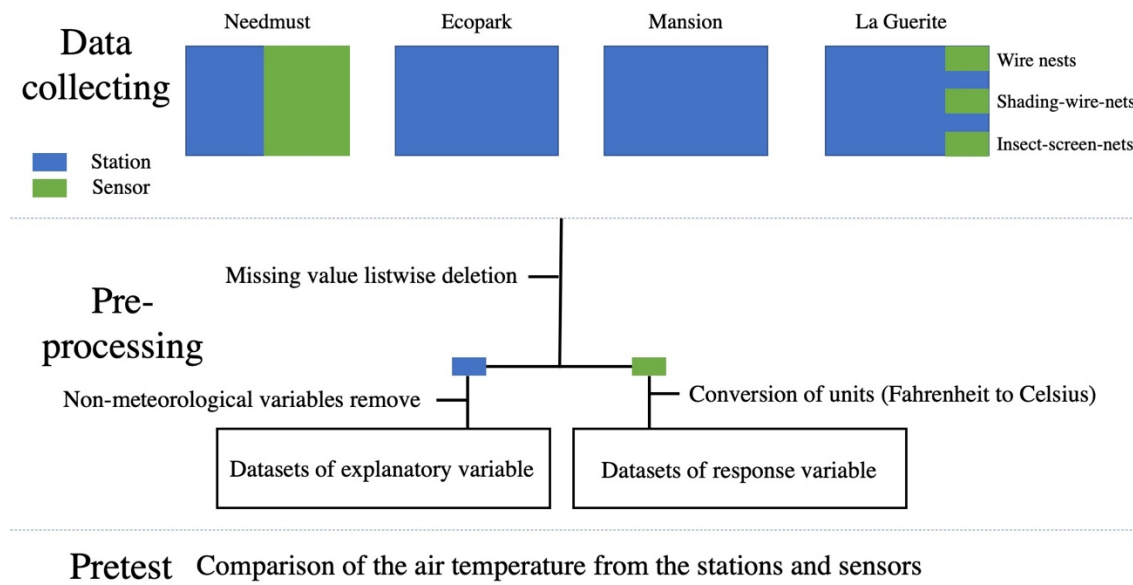 Data
collecting
Needmust
Ecopark
Mansion
La Guerite
Wire nests
Shading-wire-nets
Insect-screen-nets
Station
Sensor
Pre-
processing
Missing value listwise deletion
Non-meteorological variables remove
Conversion of units (Fahrenheit to Celsius)
Datasets of explanatory variable
Datasets of response variable
Pretest
Comparison of the air temperature from the stations and sensors